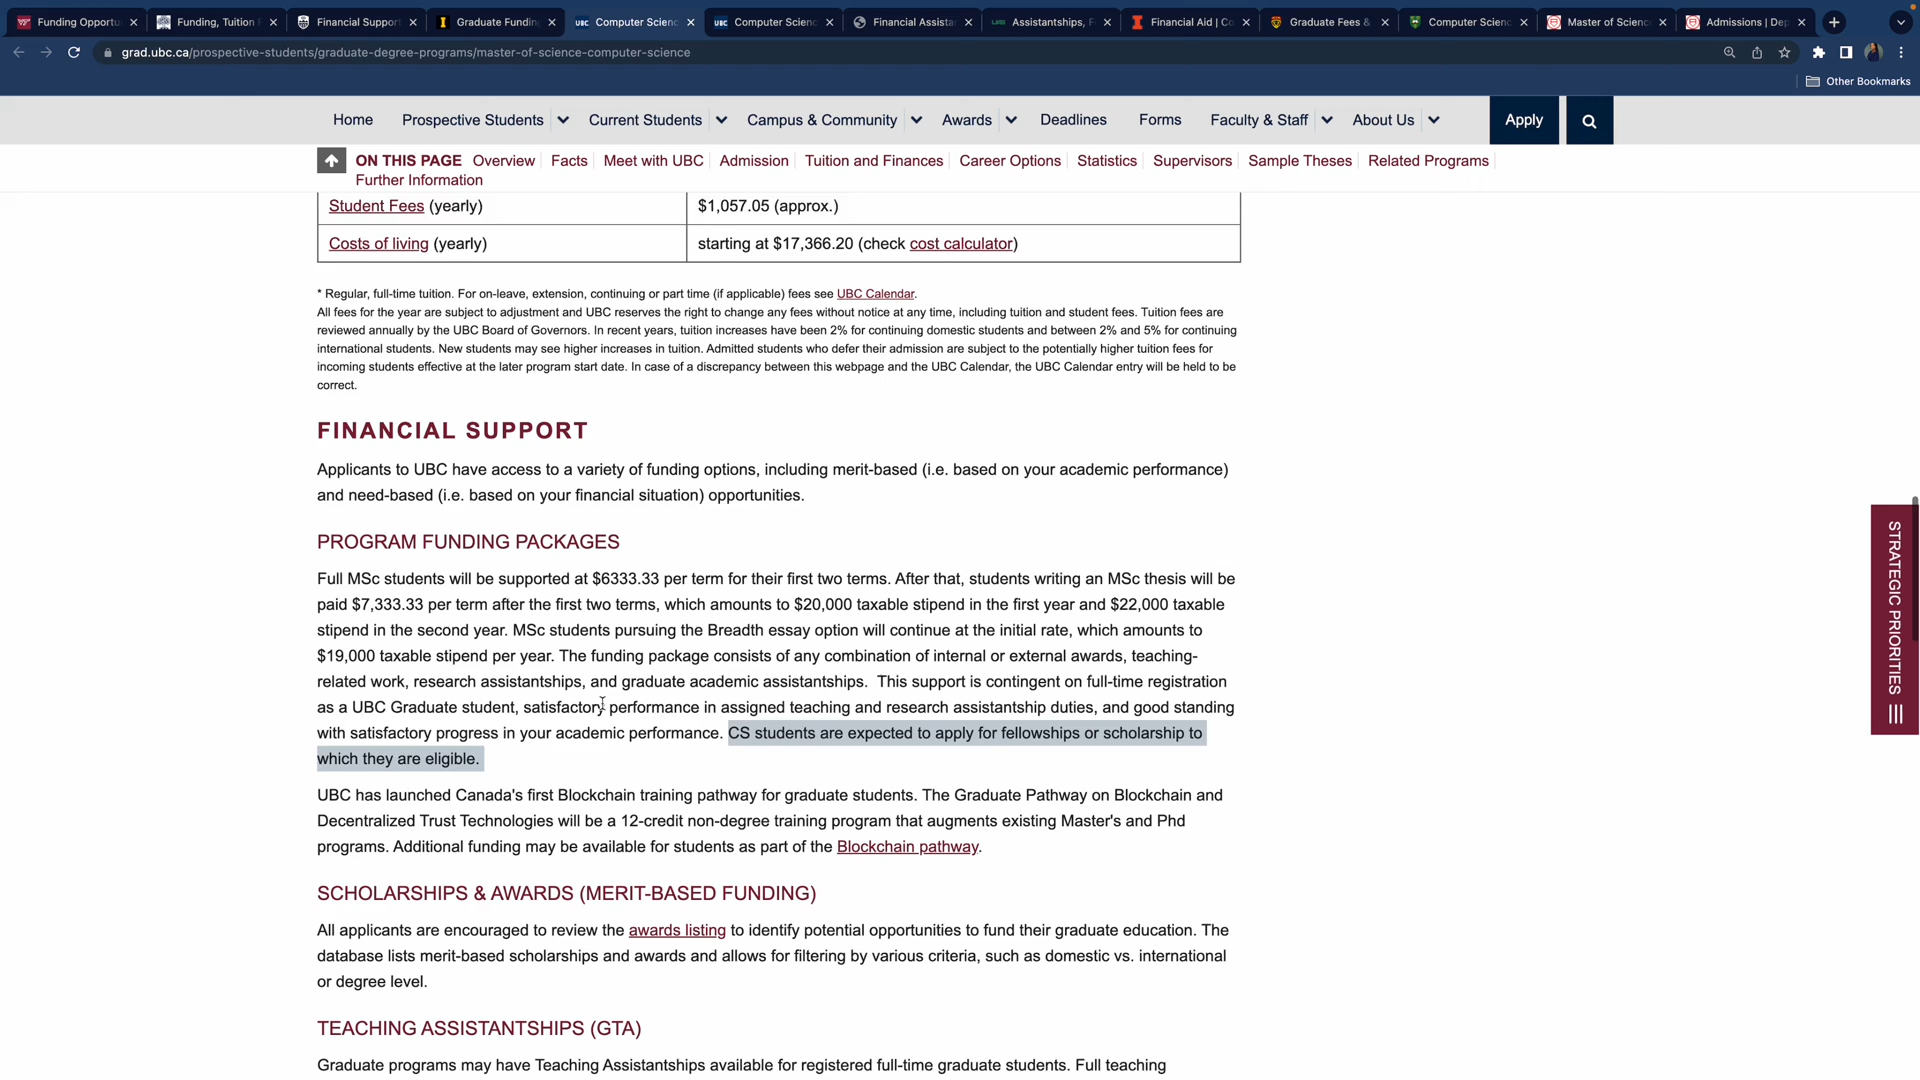 Funding Opportu
Funding, Tuition F
Financial Support
Graduate Funding
Computer Scienc
Computer Scienc
Financial Assistan
Assistantships, F
Financial Aid | Co
Graduate Fees &
Computer Scienc
Master of Science
Admissions | Dep
grad.ubc.ca/prospective-students/graduate-degree-programs/master-of-science-computer-science
Other Bookmarks
Home Prospective Students Current Students Campus & Community Awards Deadlines Forms Faculty & Staff About Us Apply
ON THIS PAGE Overview Facts Meet with UBC Admission Tuition and Finances Career Options Statistics Supervisors Sample Theses Related Programs
Further Information
Student Fees (yearly) $1,057.05 (approx.)
Costs of living (yearly) starting at $17,366.20 (check cost calculator)
* Regular, full-time tuition. For on-leave, extension, continuing or part time (if applicable) fees see UBC Calendar.
All fees for the year are subject to adjustment and UBC reserves the right to change any fees without notice at any time, including tuition and student fees. Tuition fees are
reviewed annually by the UBC Board of Governors. In recent years, tuition increases have been 2% for continuing domestic students and between 2% and 5% for continuing
international students. New students may see higher increases in tuition. Admitted students who defer their admission are subject to the potentially higher tuition fees for
incoming students effective at the later program start date. In case of a discrepancy between this webpage and the UBC Calendar, the UBC Calendar entry will be held to be
correct.
FINANCIAL SUPPORT
Applicants to UBC have access to a variety of funding options, including merit-based (i.e. based on your academic performance)
and need-based (i.e. based on your financial situation) opportunities.
PROGRAM FUNDING PACKAGES
Full MSc students will be supported at $6333.33 per term for their first two terms. After that, students writing an MSc thesis will be
paid $7,333.33 per term after the first two terms, which amounts to $20,000 taxable stipend in the first year and $22,000 taxable
stipend in the second year. MSc students pursuing the Breadth essay option will continue at the initial rate, which amounts to
$19,000 taxable stipend per year. The funding package consists of any combination of internal or external awards, teaching-
related work, research assistantships, and graduate academic assistantships. This support is contingent on full-time registration
as a UBC Graduate student, satisfactory performance in assigned teaching and research assistantship duties, and good standing
with satisfactory progress in your academic performance. CS students are expected to apply for fellowships or scholarship to
which they are eligible.
UBC has launched Canada's first Blockchain training pathway for graduate students. The Graduate Pathway on Blockchain and
Decentralized Trust Technologies will be a 12-credit non-degree training program that augments existing Master's and Phd
programs. Additional funding may be available for students as part of the Blockchain pathway.
SCHOLARSHIPS & AWARDS (MERIT-BASED FUNDING)
All applicants are encouraged to review the awards listing to identify potential opportunities to fund their graduate education. The
database lists merit-based scholarships and awards and allows for filtering by various criteria, such as domestic vs. international
or degree level.
TEACHING ASSISTANTSHIPS (GTA)
Graduate programs may have Teaching Assistantships available for registered full-time graduate students. Full teaching
STRATEGIC PRIORITIES